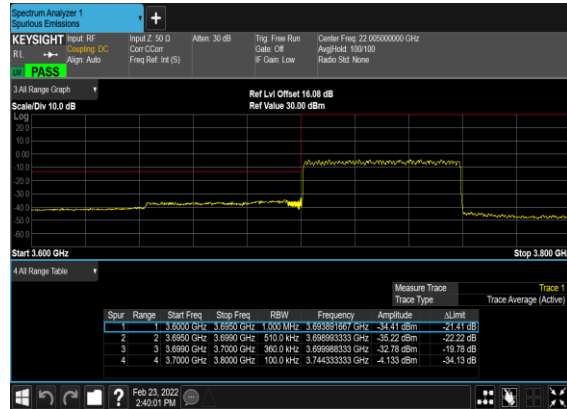 Spectrum Analyzer 1
Spurious Emissions
KEYSIGHT Input: RF Input Z: 50 Ω Atten: 30 dB Trig: Free Run Center Freq: 22.005000000 GHz
RL Coupling: DC Corr CCorr Gate: Off Avg|Hold: 100/100
Align: Auto Freq Ref: Int (S) IF Gain: Low Radio Std: None
LW PASS
3 All Range Graph
Ref Lvl Offset 16.08 dB
Scale/Div 10.0 dB Ref Value 30.00 dBm
Log
20.0
10.0
0.00
-10.0
-20.0
-30.0
-40.0
-50.0
-60.0
Start 3.600 GHz Stop 3.800 GHz
4 All Range Table
Measure Trace Trace 1
Trace Type Trace Average (Active)
Spur Range Start Freq Stop Freq RBW Frequency Amplitude ΔLimit
1 1 3.6000 GHz 3.6950 GHz 1.000 MHz 3.693891667 GHz -34.41 dBm -21.41 dB
2 2 3.6950 GHz 3.6990 GHz 510.0 kHz 3.698993333 GHz -35.22 dBm -22.22 dB
3 3 3.6990 GHz 3.7000 GHz 360.0 kHz 3.699988333 GHz -32.78 dBm -19.78 dB
4 4 3.7000 GHz 3.8000 GHz 100.0 kHz 3.744333333 GHz -4.133 dBm -34.13 dB
Feb 23, 2022
2:40:01 PM